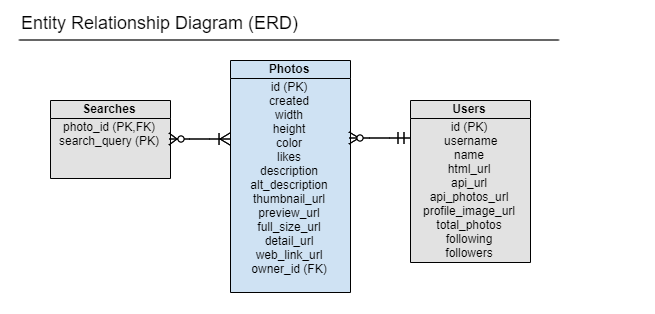 Entity Relationship Diagram (ERD)
Searches
photo_id (PK,FK)
search_query (PK)
Photos
id (PK)
created
width
height
color
likes
description
alt_description
thumbnail_url
preview_url
full_size_url
detail_url
web_link_url
owner_id (FK)
Users
id (PK)
username
name
html_url
api_url
api_photos_url
profile_image_url
total_photos
following
followers